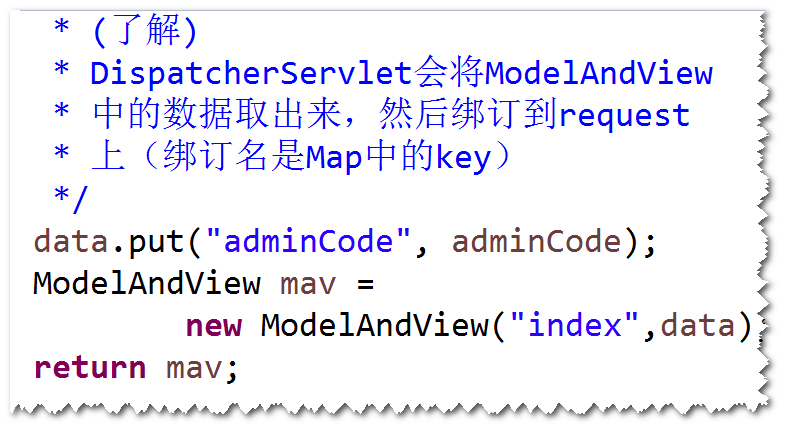 * (了解)
* DispatcherServlet会将ModelAndView
* 中的数据取出来，然后绑订到request
* 上（绑订名是Map中的key）
*/
data.put("adminCode", adminCode);
ModelAndView mav =
new ModelAndView("index",data);
return mav;